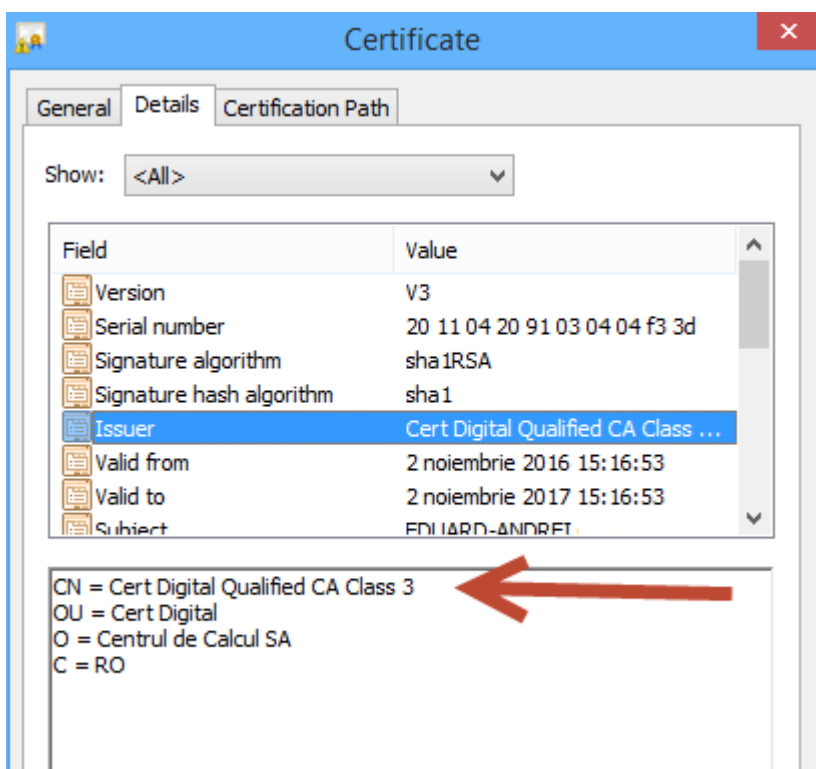 Certificate
General Details Certification Path
Show: <All>
Field Value
Version V3
Serial number 20 11 04 20 91 03 04 04 f3 3d
Signature algorithm sha1RSA
Signature hash algorithm sha1
Issuer Cert Digital Qualified CA Class ...
Valid from 2 noiembrie 2016 15:16:53
Valid to 2 noiembrie 2017 15:16:53
Subject EDUARD-ANDREI
CN = Cert Digital Qualified CA Class 3
OU = Cert Digital
O = Centrul de Calcul SA
C = RO